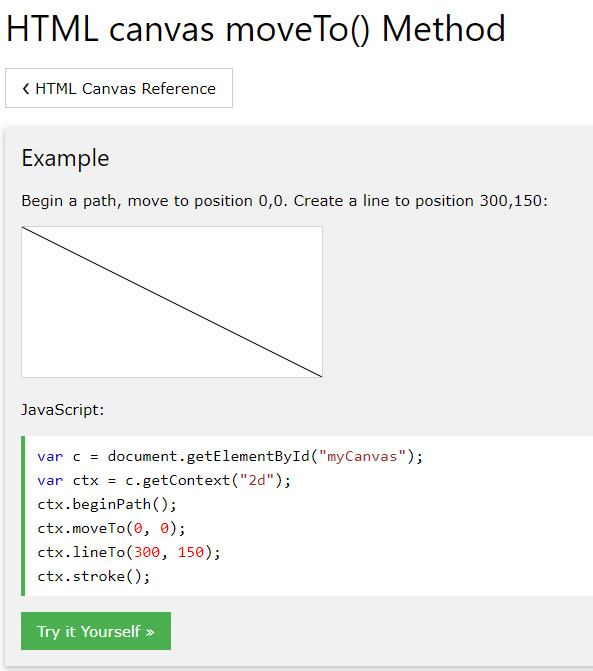 HTML canvas moveTo() Method
❮ HTML Canvas Reference
Example
Begin a path, move to position 0,0. Create a line to position 300,150:
JavaScript:
var c = document.getElementById("myCanvas");
var ctx = c.getContext("2d");
ctx.beginPath();
ctx.moveTo(0, 0);
ctx.lineTo(300, 150);
ctx.stroke();
Try it Yourself »